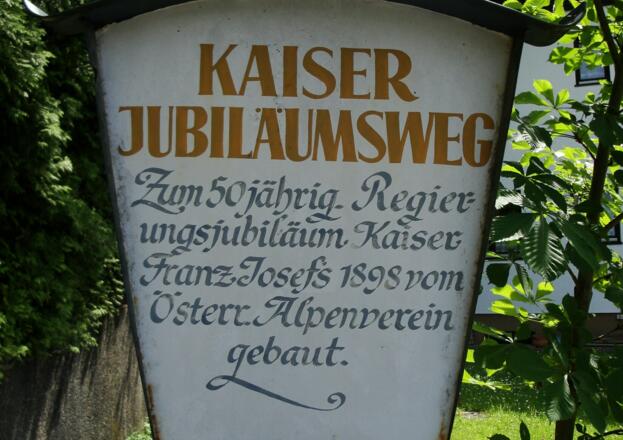 KAISER
JUBILÄUMSWEG
Zum 50jährig. Regier-
ungsjubiläum Kaiser
Franz Josefs 1898 vom
Österr. Alpenverein
gebaut.